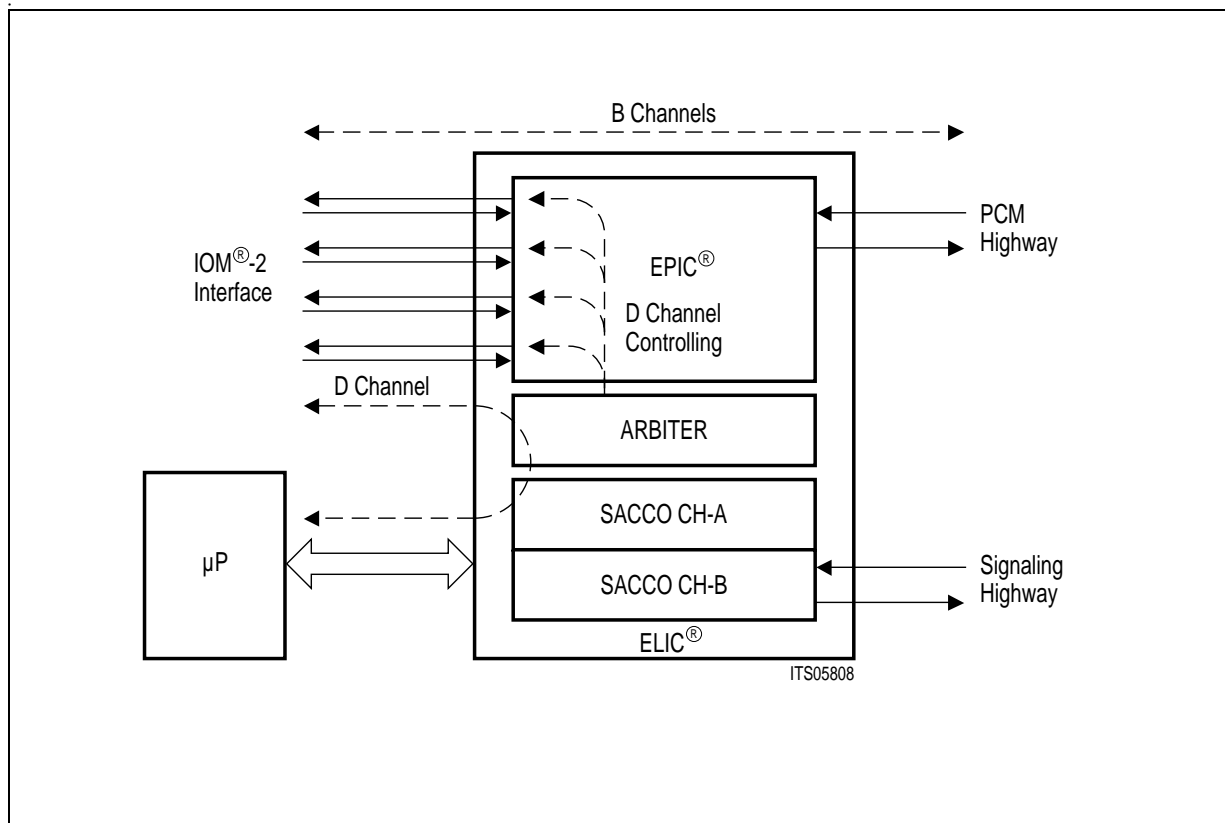 .
B Channels
IOM®-2
Interface
EPIC®
D Channel
Controlling
PCM
Highway
D Channel
ARBITER
µP
SACCO CH-A
SACCO CH-B
Signaling
Highway
ELIC®
ITS05808